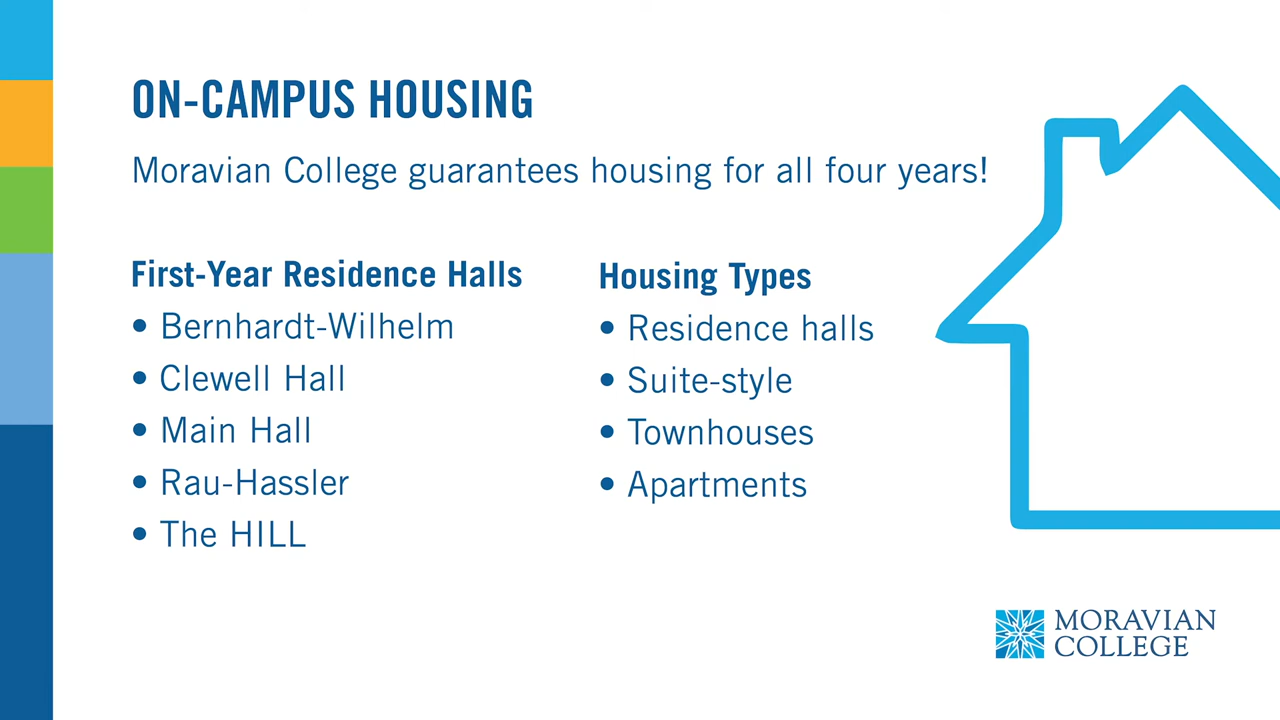 ON-CAMPUS HOUSING
Moravian College guarantees housing for all four years!
First-Year Residence Halls
• Bernhardt-Wilhelm
• Clewell Hall
• Main Hall
• Rau-Hassler
• The HILL
Housing Types
• Residence halls
• Suite-style
• Townhouses
• Apartments
MORAVIAN
COLLEGE